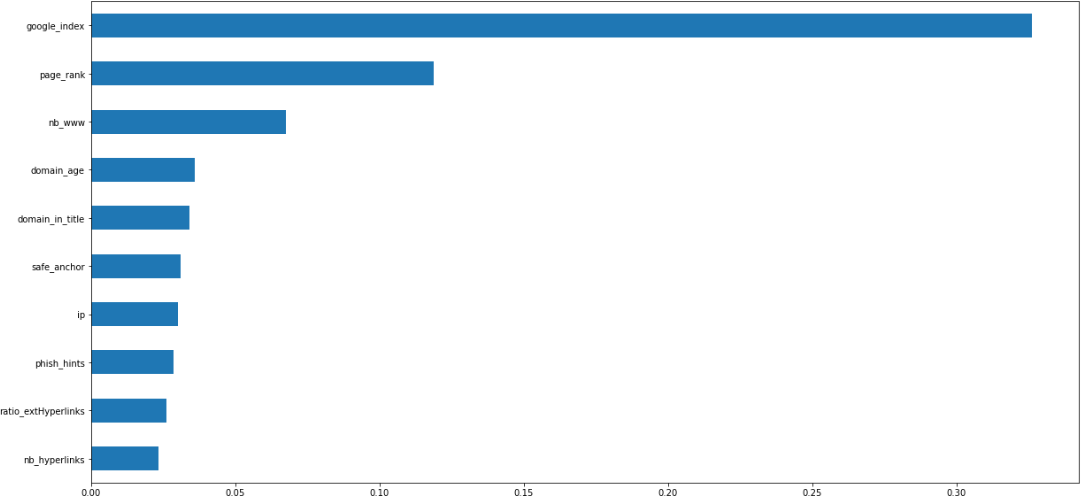 google_index
page_rank
nb_www
domain_age
domain_in_title
safe_anchor
ip
phish_hints
ratio_extHyperlinks
nb_hyperlinks
0.00 0.05 0.10 0.15 0.20 0.25 0.30